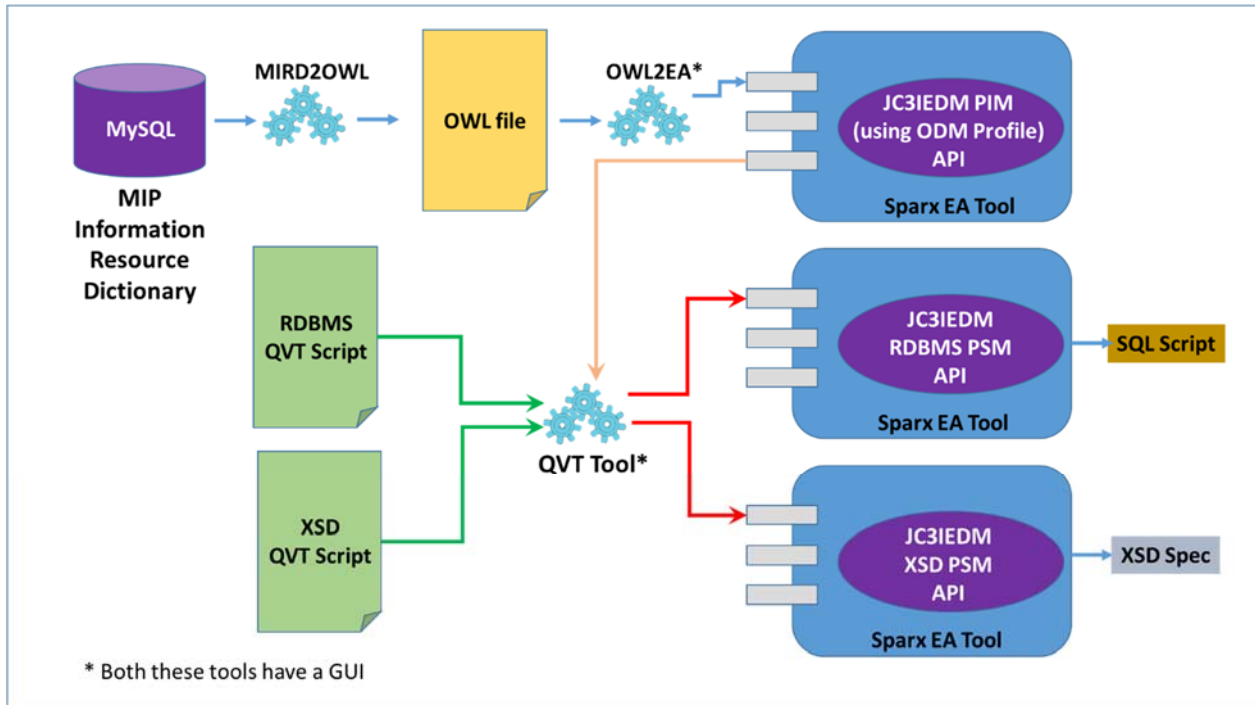 MySQL
MIP
Information
Resource
Dictionary
MIRD2OWL
OWL file
OWL2EA*
JC3IEDM PIM
(using ODM Profile)
API
Sparx EA Tool
RDBMS
QVT Script
XSD
QVT Script
QVT Tool*
JC3IEDM
RDBMS PSM
API
Sparx EA Tool
SQL Script
JC3IEDM
XSD PSM
API
Sparx EA Tool
XSD Spec
* Both these tools have a GUI